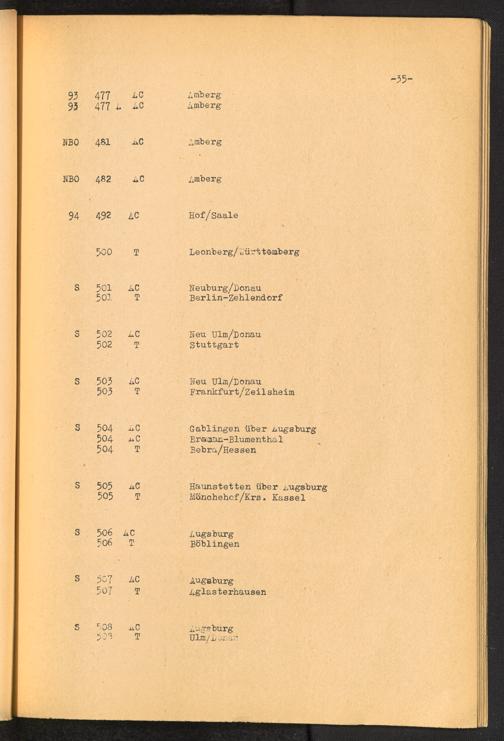 -35-
93 477 AC Amberg
93 477 A AC Amberg
NBO 481 AC Amberg
NBO 482 AC Amberg
94 492 AC Hof/Saale
500 T Leonberg/Württemberg
S 501 AC Neuburg/Donau
501 T Berlin-Zehlendorf
S 502 AC Neu Ulm/Donau
502 T Stuttgart
S 503 AC Neu Ulm/Donau
503 T Frankfurt/Zeilsheim
S 504 AC Gablingen über Augsburg
504 AC Bremen-Blumenthal
504 T Bebra/Hessen
S 505 AC Haunstetten über Augsburg
505 T Mönchehof/Krs. Kassel
S 506 AC Augsburg
506 T Böblingen
S 507 AC Augsburg
507 T Aglasterhausen
S 508 AC Augsburg
508 T Ulm/Donau